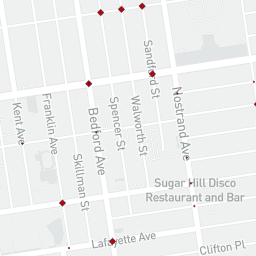 Sandford St
Nostrand Ave
Walworth St
Spencer St
Bedford Ave
Skillman St
Franklin Ave
Kent Ave
Sugar Hill Disco
Restaurant and Bar
Lafayette Ave
Clifton Pl